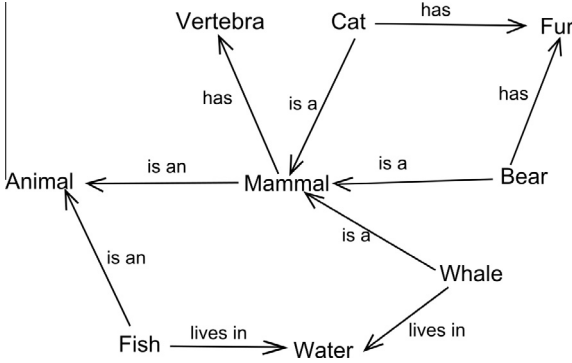 Vertebra
Cat
has
Fur
has
is a
has
Animal
is an
Mammal
is a
Bear
is an
is a
Whale
Fish
lives in
Water
lives in